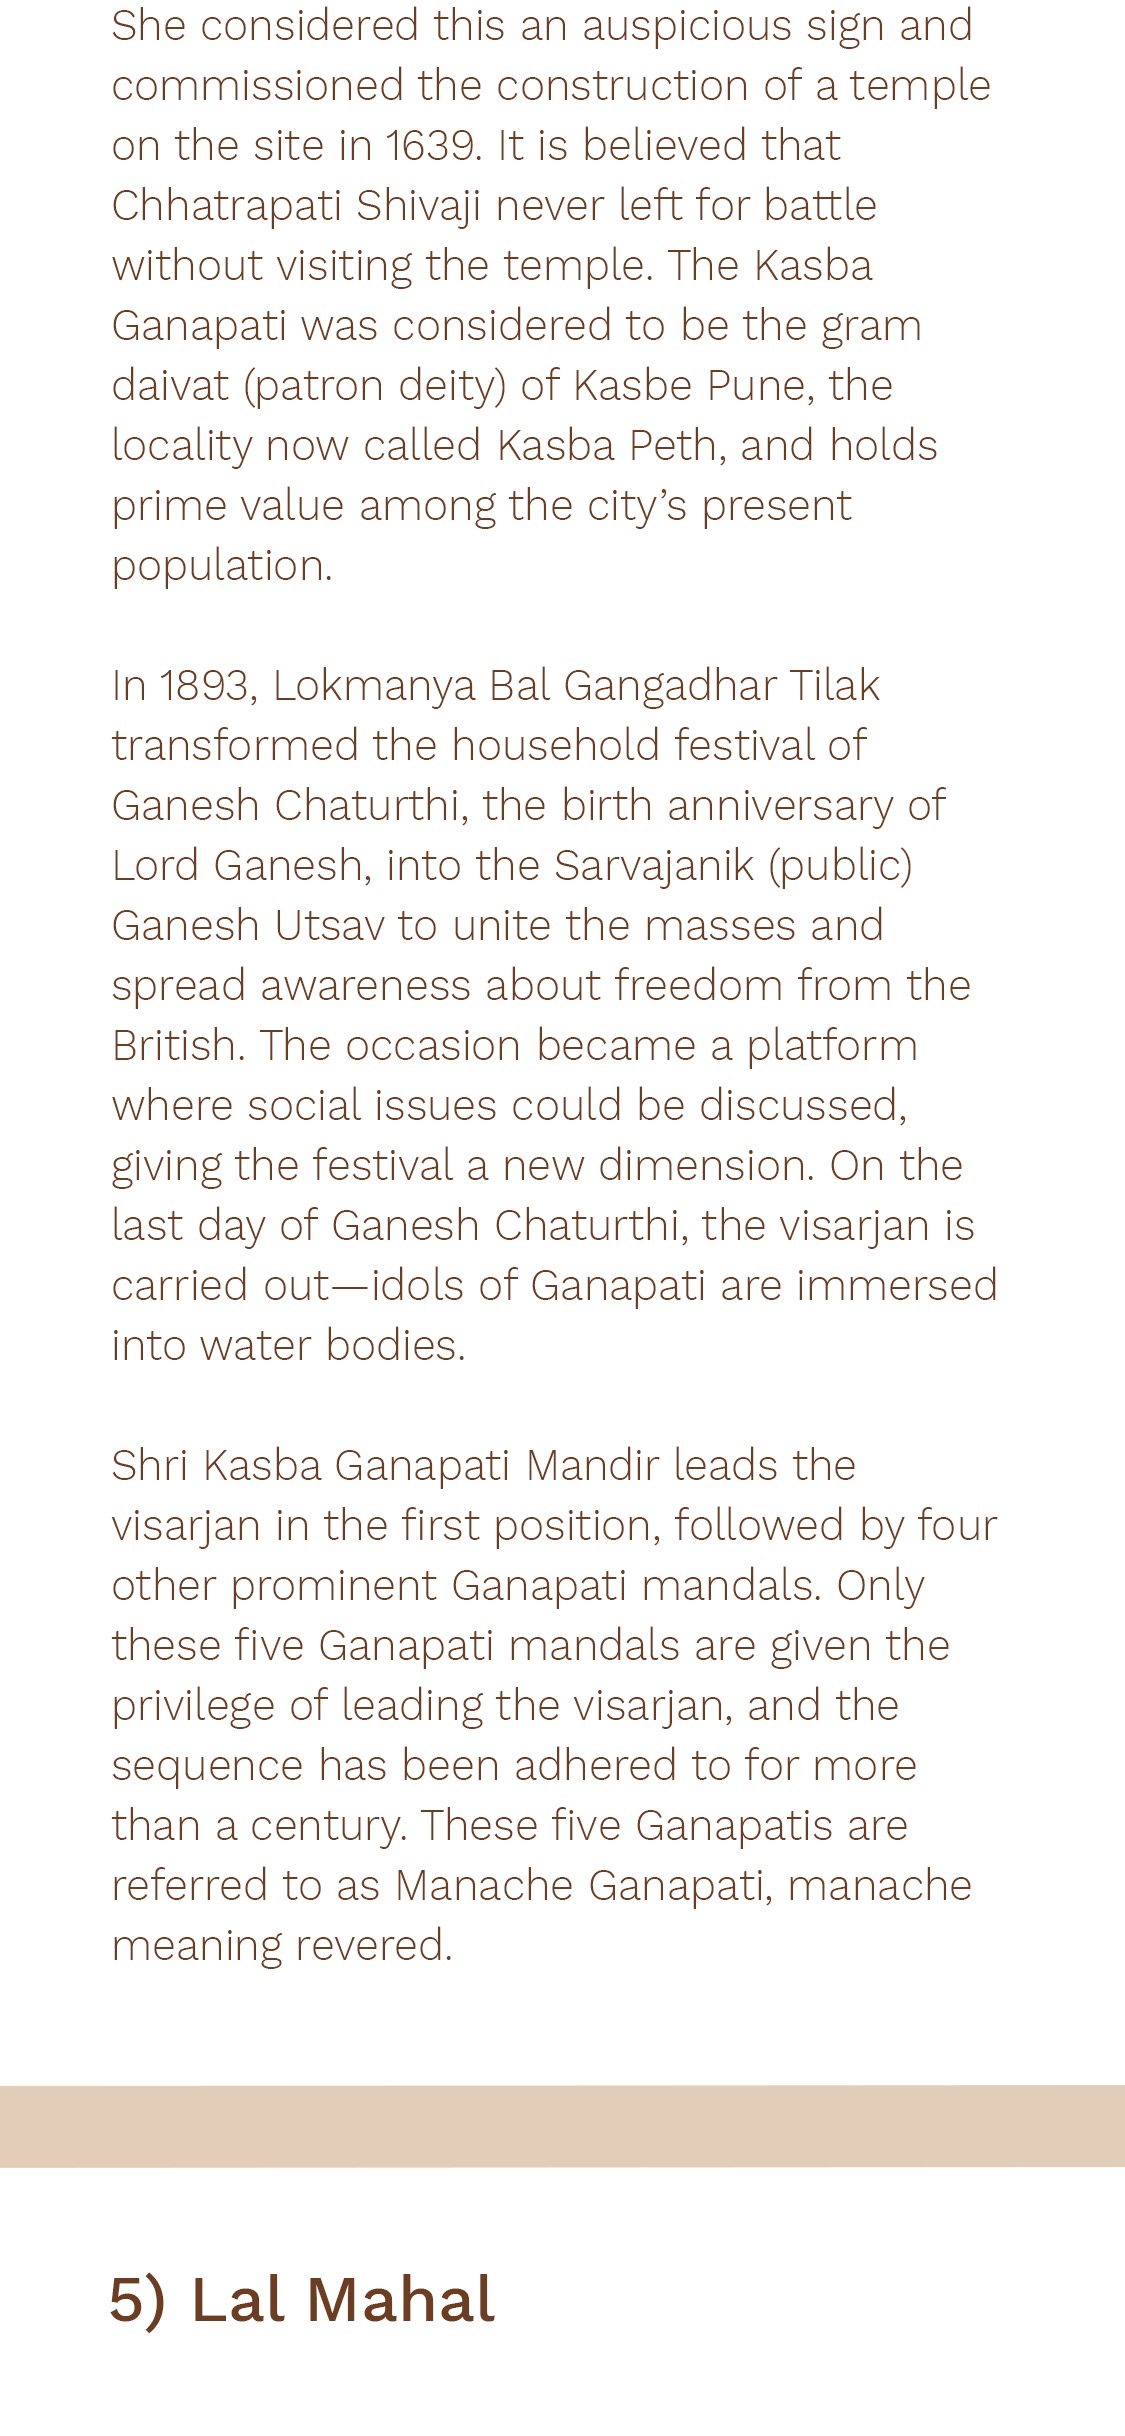 She considered this an auspicious sign and
commissioned the construction of a temple
on the site in 1639. It is believed that
Chhatrapati Shivaji never left for battle
without visiting the temple. The Kasba
Ganapati was considered to be the gram
daivat (patron deity) of Kasbe Pune, the
locality now called Kasba Peth, and holds
prime value among the city’s present
population.
In 1893, Lokmanya Bal Gangadhar Tilak
transformed the household festival of
Ganesh Chaturthi, the birth anniversary of
Lord Ganesh, into the Sarvajanik (public)
Ganesh Utsav to unite the masses and
spread awareness about freedom from the
British. The occasion became a platform
where social issues could be discussed,
giving the festival a new dimension. On the
last day of Ganesh Chaturthi, the visarjan is
carried out—idols of Ganapati are immersed
into water bodies.
Shri Kasba Ganapati Mandir leads the
visarjan in the first position, followed by four
other prominent Ganapati mandals. Only
these five Ganapati mandals are given the
privilege of leading the visarjan, and the
sequence has been adhered to for more
than a century. These five Ganapatis are
referred to as Manache Ganapati, manache
meaning revered.
5) Lal Mahal